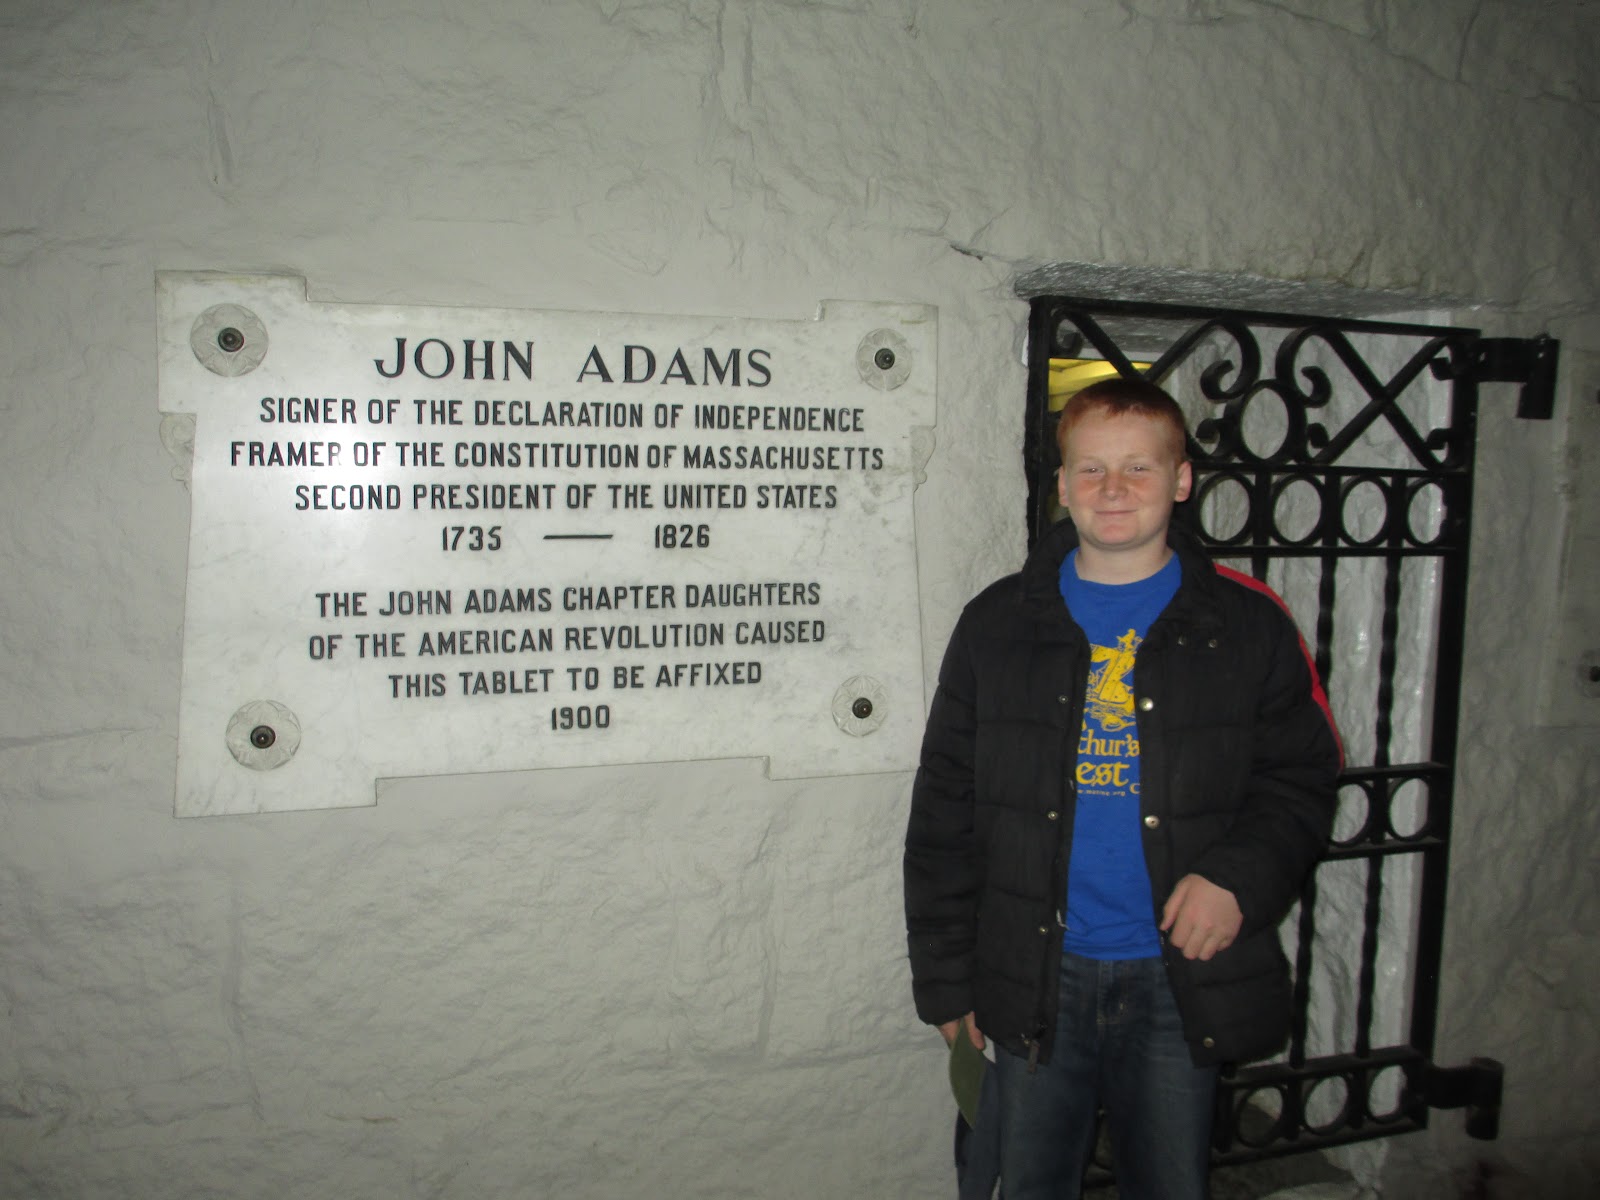 JOHN ADAMS
SIGNER OF THE DECLARATION OF INDEPENDENCE
FRAMER OF THE CONSTITUTION OF MASSACHUSETTS
SECOND PRESIDENT OF THE UNITED STATES
1735 — 1826
THE JOHN ADAMS CHAPTER DAUGHTERS
OF THE AMERICAN REVOLUTION CAUSED
THIS TABLET TO BE AFFIXED
1900
thur's
est